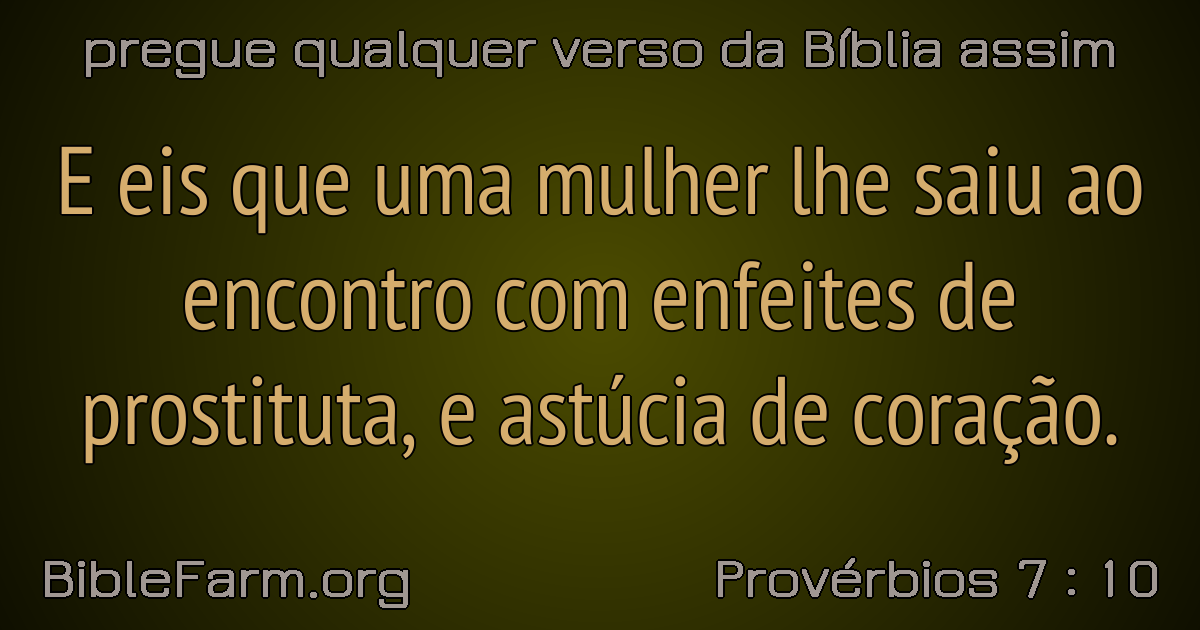 pregue qualquer verso da Bíblia assim
E eis que uma mulher lhe saiu ao
encontro com enfeites de
prostituta, e astúcia de coração.
BibleFarm.org
Provérbios 7 : 10